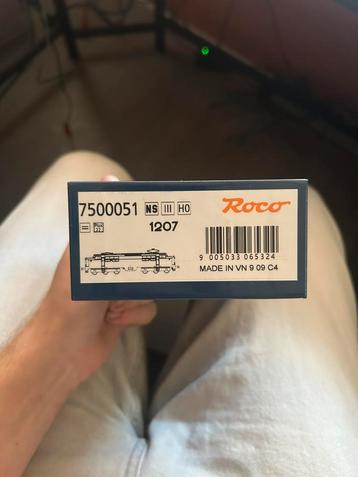 7500051 NS III H0 Roco
1207
9 005033 065324
MADE IN VN 9 09 C4